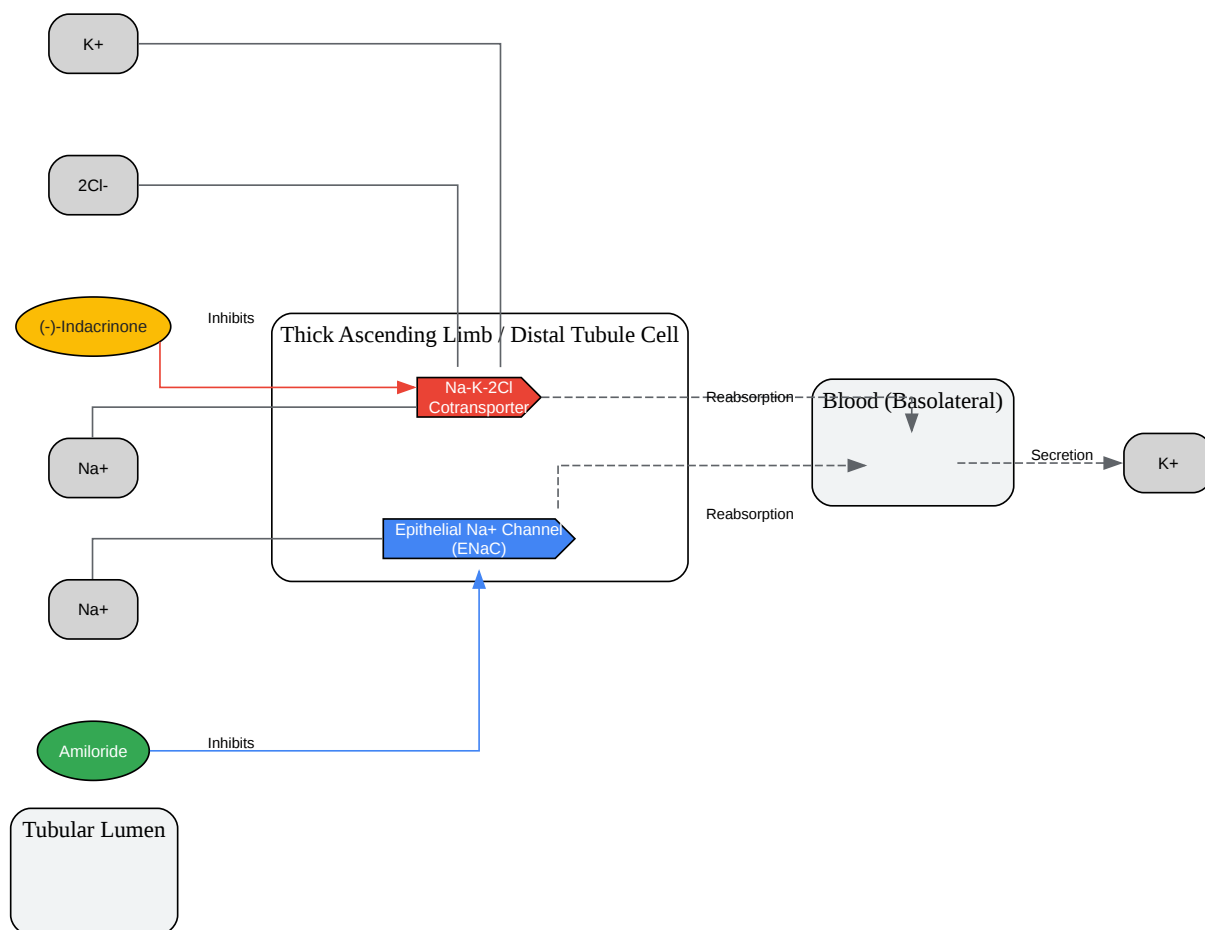 K+
2Cl-
(-)-Indacrinone
Inhibits
Thick Ascending Limb / Distal Tubule Cell
Na-K-2Cl
Cotransporter
Reabsorption
Blood (Basolateral)
Na+
Secretion
K+
Epithelial Na+ Channel
(ENaC)
Reabsorption
Na+
Amiloride
Inhibits
Tubular Lumen